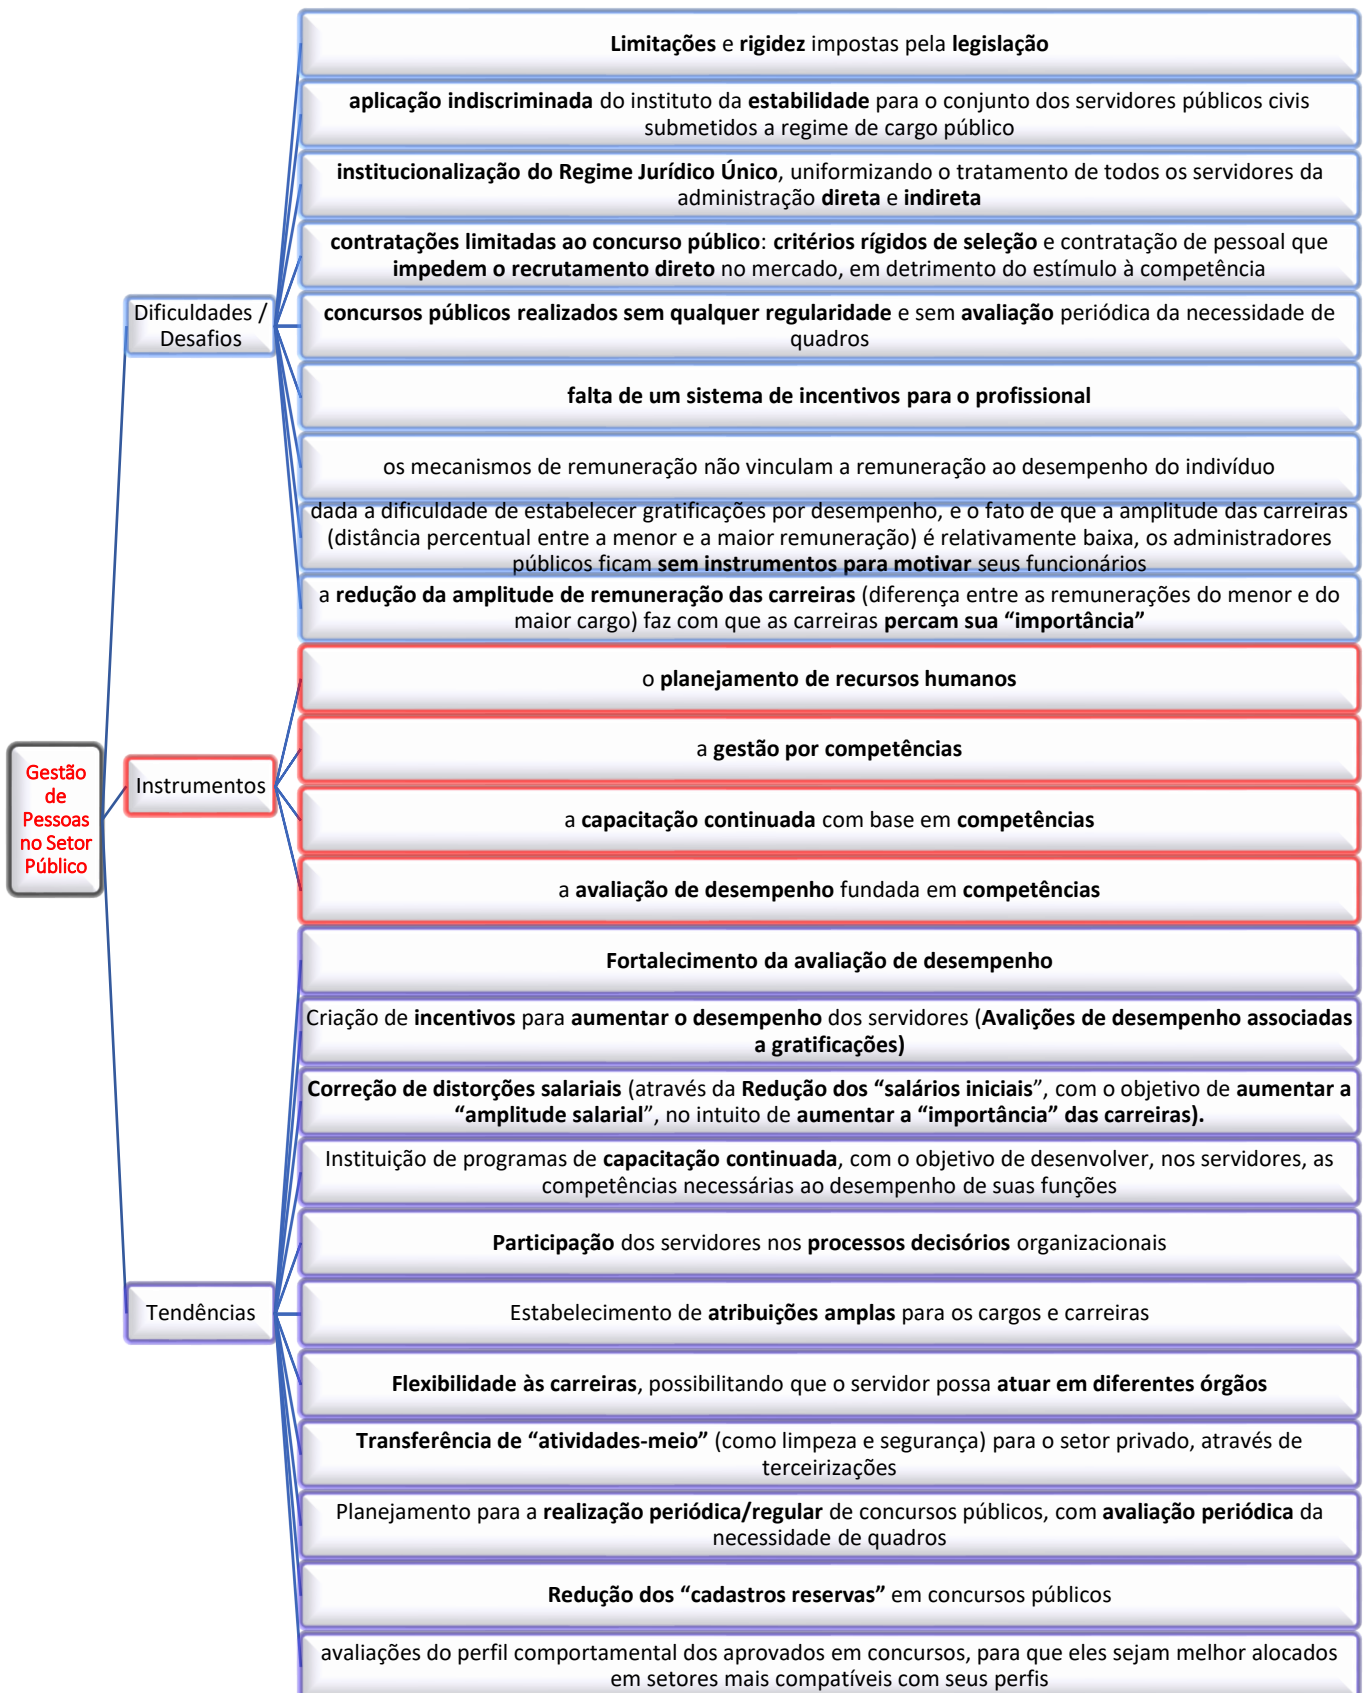 Limitações e rigidez impostas pela legislação
aplicação indiscriminada do instituto da estabilidade para o conjunto dos servidores públicos civis
submetidos a regime de cargo público
institucionalização do Regime Jurídico Único, uniformizando o tratamento de todos os servidores da
administração direta e indireta
contratações limitadas ao concurso público: critérios rígidos de seleção e contratação de pessoal que
impedem o recrutamento direto no mercado, em detrimento do estímulo à competência
Dificuldades /
Desafios
concursos públicos realizados sem qualquer regularidade e sem avaliação periódica da necessidade de
quadros
falta de um sistema de incentivos para o profissional
os mecanismos de remuneração não vinculam a remuneração ao desempenho do indivíduo
dada a dificuldade de estabelecer gratificações por desempenho, e o fato de que a amplitude das carreiras
(distância percentual entre a menor e a maior remuneração) é relativamente baixa, os administradores
públicos ficam sem instrumentos para motivar seus funcionários
a redução da amplitude de remuneração das carreiras (diferença entre as remunerações do menor e do
maior cargo) faz com que as carreiras percam sua “importância”
o planejamento de recursos humanos
a gestão por competências
Gestão
de
Pessoas
no Setor
Público
Instrumentos
a capacitação continuada com base em competências
a avaliação de desempenho fundada em competências
Fortalecimento da avaliação de desempenho
Criação de incentivos para aumentar o desempenho dos servidores (Avalições de desempenho associadas
a gratificações)
Correção de distorções salariais (através da Redução dos “salários iniciais”, com o objetivo de aumentar a
“amplitude salarial”, no intuito de aumentar a “importância” das carreiras).
Instituição de programas de capacitação continuada, com o objetivo de desenvolver, nos servidores, as
competências necessárias ao desempenho de suas funções
Participação dos servidores nos processos decisórios organizacionais
Tendências
Estabelecimento de atribuições amplas para os cargos e carreiras
Flexibilidade às carreiras, possibilitando que o servidor possa atuar em diferentes órgãos
Transferência de “atividades-meio” (como limpeza e segurança) para o setor privado, através de
terceirizações
Planejamento para a realização periódica/regular de concursos públicos, com avaliação periódica da
necessidade de quadros
Redução dos “cadastros reservas” em concursos públicos
avaliações do perfil comportamental dos aprovados em concursos, para que eles sejam melhor alocados
em setores mais compatíveis com seus perfis